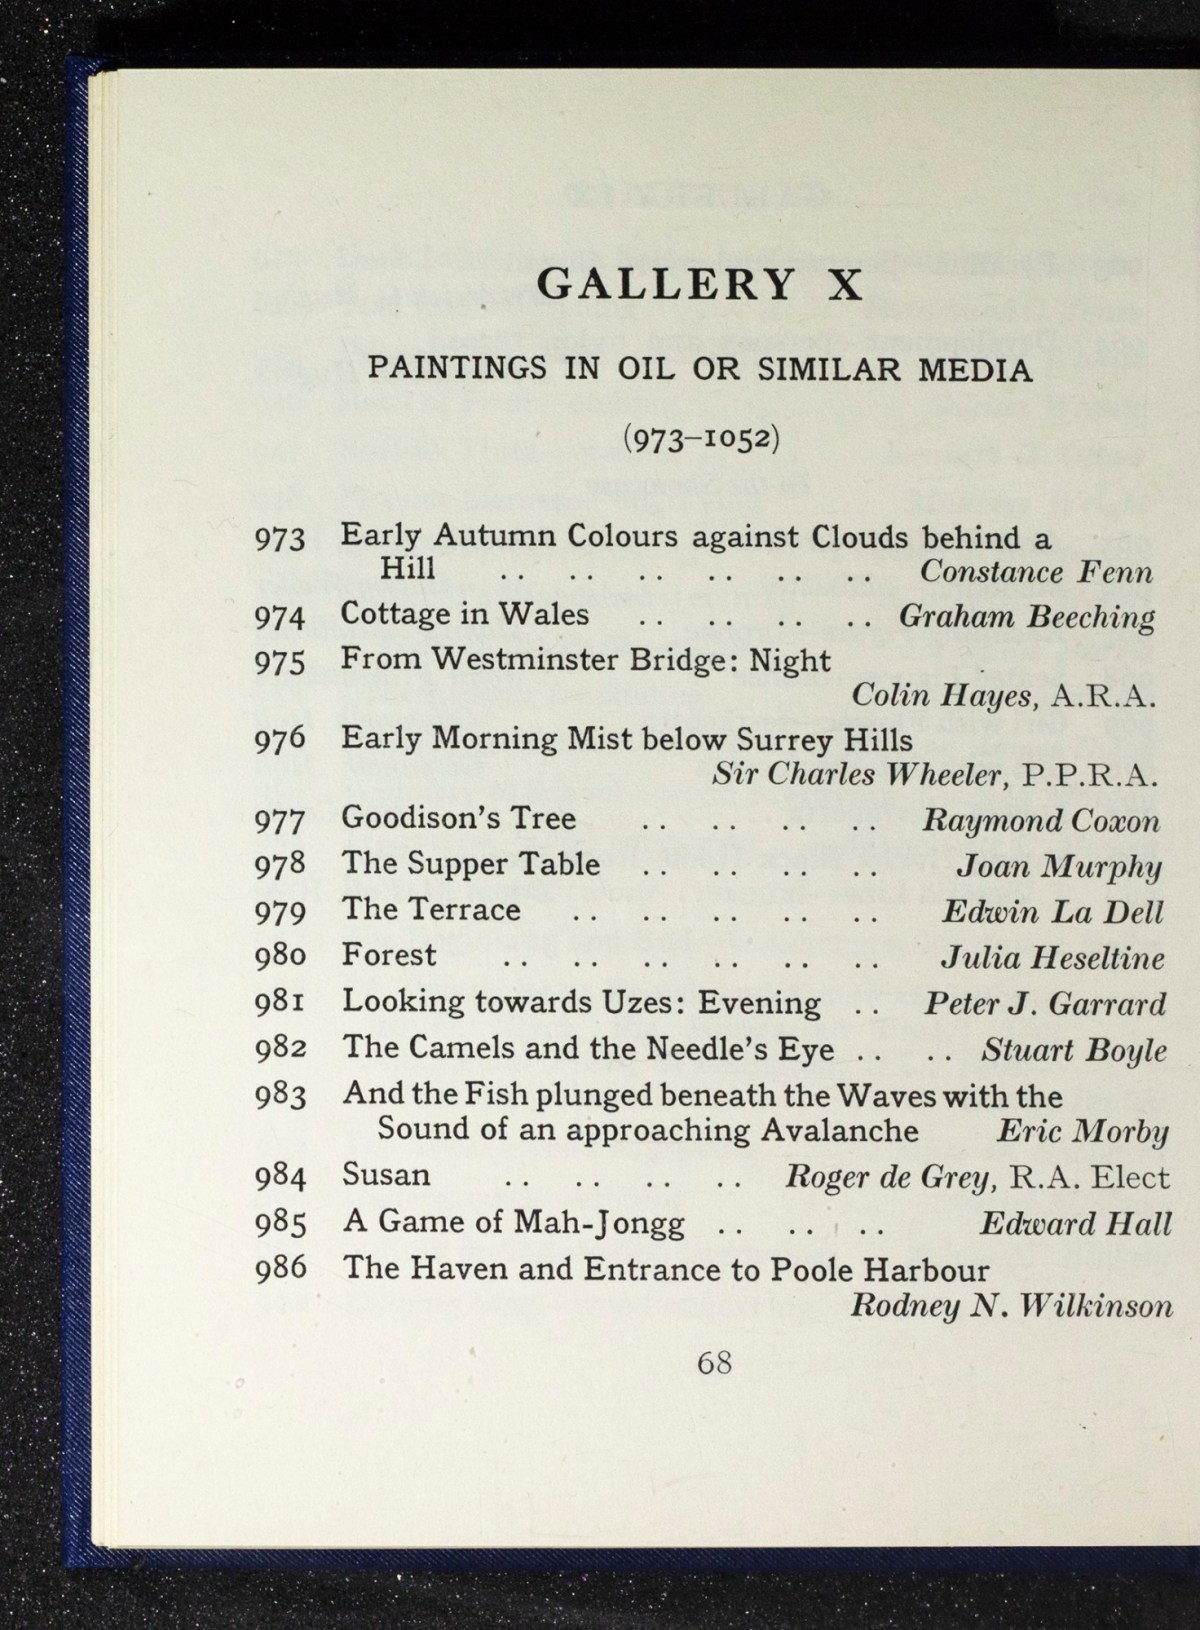 GALLERY X
PAINTINGS IN OIL OR SIMILAR MEDIA
(973–1052)
973 Early Autumn Colours against Clouds behind a
Hill .. .. .. .. .. .. Constance Fenn
974 Cottage in Wales .. .. .. .. Graham Beeching
975 From Westminster Bridge: Night
Colin Hayes, A.R.A.
976 Early Morning Mist below Surrey Hills
Sir Charles Wheeler, P.P.R.A.
977 Goodison's Tree .. .. .. .. Raymond Coxon
978 The Supper Table .. .. .. .. Joan Murphy
979 The Terrace .. .. .. .. .. Edwin La Dell
980 Forest .. .. .. .. .. .. Julia Heseltine
981 Looking towards Uzes: Evening .. Peter J. Garrard
982 The Camels and the Needle's Eye .. .. Stuart Boyle
983 And the Fish plunged beneath the Waves with the
Sound of an approaching Avalanche Eric Morby
984 Susan .. .. .. .. Roger de Grey, R.A. Elect
985 A Game of Mah-Jongg .. .. .. Edward Hall
986 The Haven and Entrance to Poole Harbour
Rodney N. Wilkinson
68